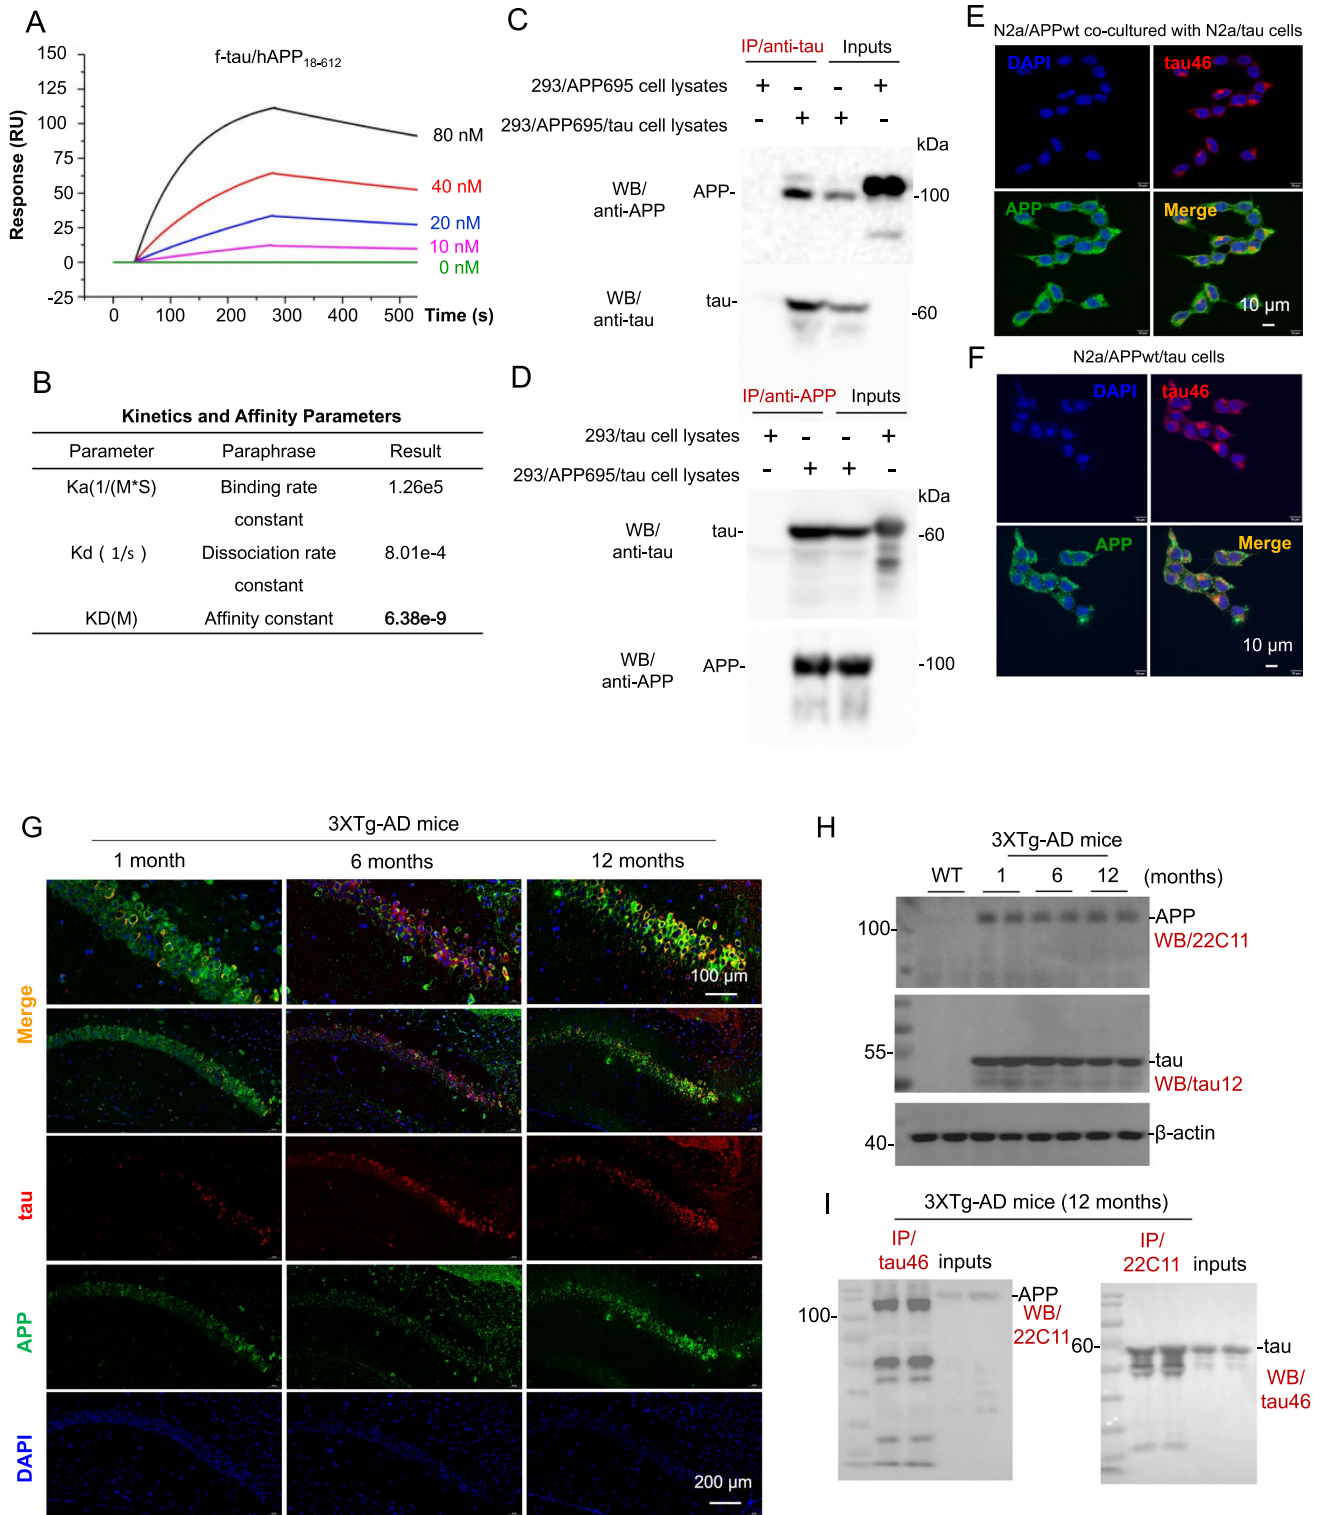 A
f-tau/hAPP18-612
Response (RU)
150
125
100
75
50
25
0
-25
80 nM
40 nM
20 nM
10 nM
0 nM
0 100 200 300 400 500 Time (s)
B
Kinetics and Affinity Parameters
Parameter Paraphrase Result
Ka(1/(M*S) Binding rate constant 1.26e5
Kd ( 1/s ) Dissociation rate constant 8.01e-4
KD(M) Affinity constant 6.38e-9
C
IP/anti-tau Inputs
293/APP695 cell lysates + - - +
293/APP695/tau cell lysates - + + -
kDa
WB/
anti-APP
APP-
-100
WB/
anti-tau
tau-
-60
D
IP/anti-APP Inputs
293/tau cell lysates + - - +
293/APP695/tau cell lysates - + + -
kDa
WB/
anti-tau
tau-
-60
WB/
anti-APP
APP-
-100
E
N2a/APPwt co-cultured with N2a/tau cells
DAPI
tau46
APP
Merge
10 µm
F
N2a/APPwt/tau cells
DAPI
tau46
APP
Merge
10 µm
G
3XTg-AD mice
1 month 6 months 12 months
100 µm
Merge
tau
APP
DAPI
200 µm
H
3XTg-AD mice
WT 1 6 12 (months)
100-
-APP
WB/22C11
55-
-tau
WB/tau12
40-
-β-actin
I
3XTg-AD mice (12 months)
IP/
tau46 inputs
100-
-APP
WB/
22C11
IP/
22C11 inputs
60-
-tau
WB/
tau46